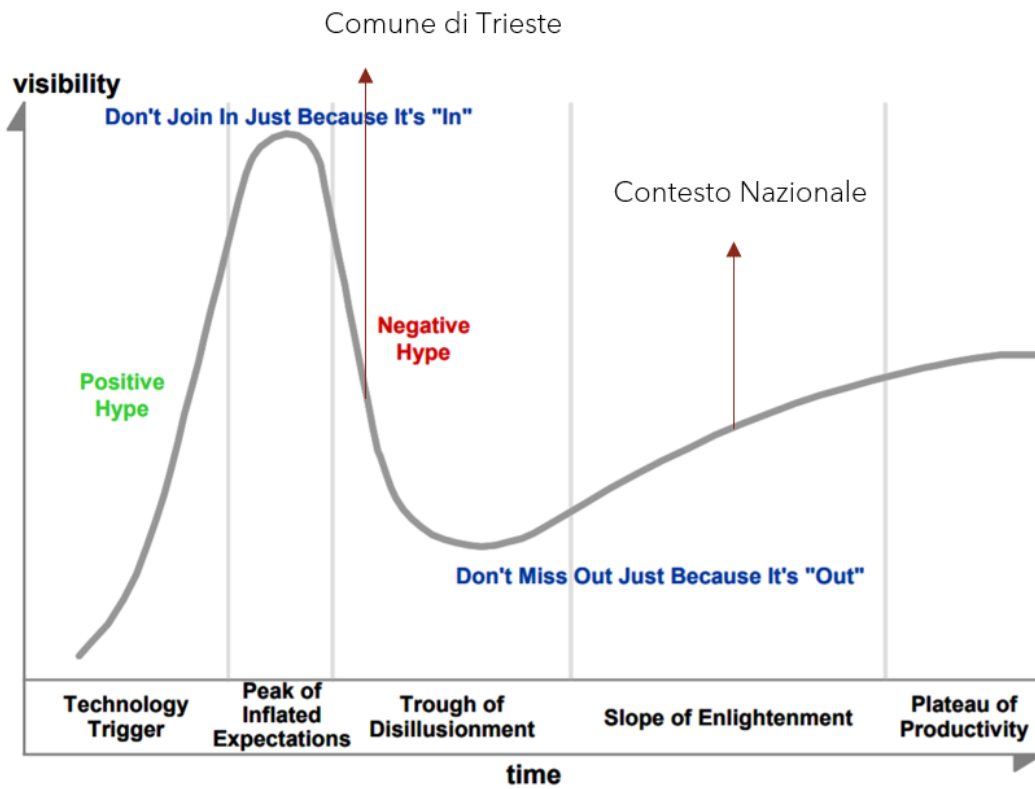 Comune di Trieste
visibility
Don't Join In Just Because It's "In"
Contesto Nazionale
Negative
Hype
Positive
Hype
Don't Miss Out Just Because It's "Out"
Technology
Trigger
Peak of
Inflated
Expectations
Trough of
Disillusionment
Slope of Enlightenment
Plateau of
Productivity
time